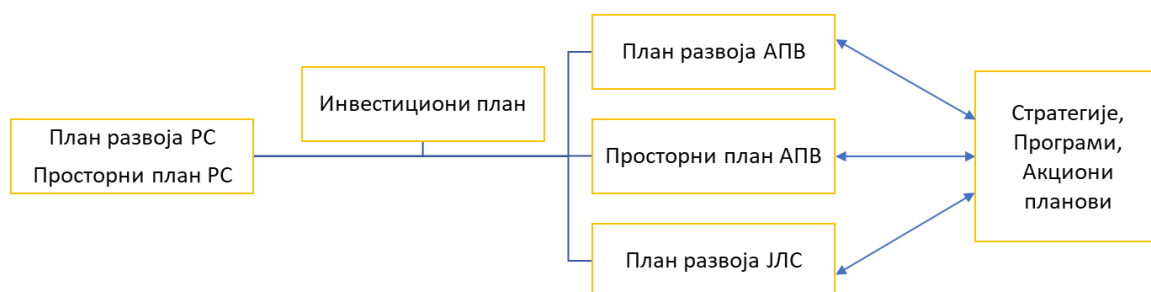 План развоја РС
Просторни план РС
Инвестициони план
План развоја АПВ
Просторни план АПВ
План развоја ЈЛС
Стратегије,
Програми,
Акциони
планови